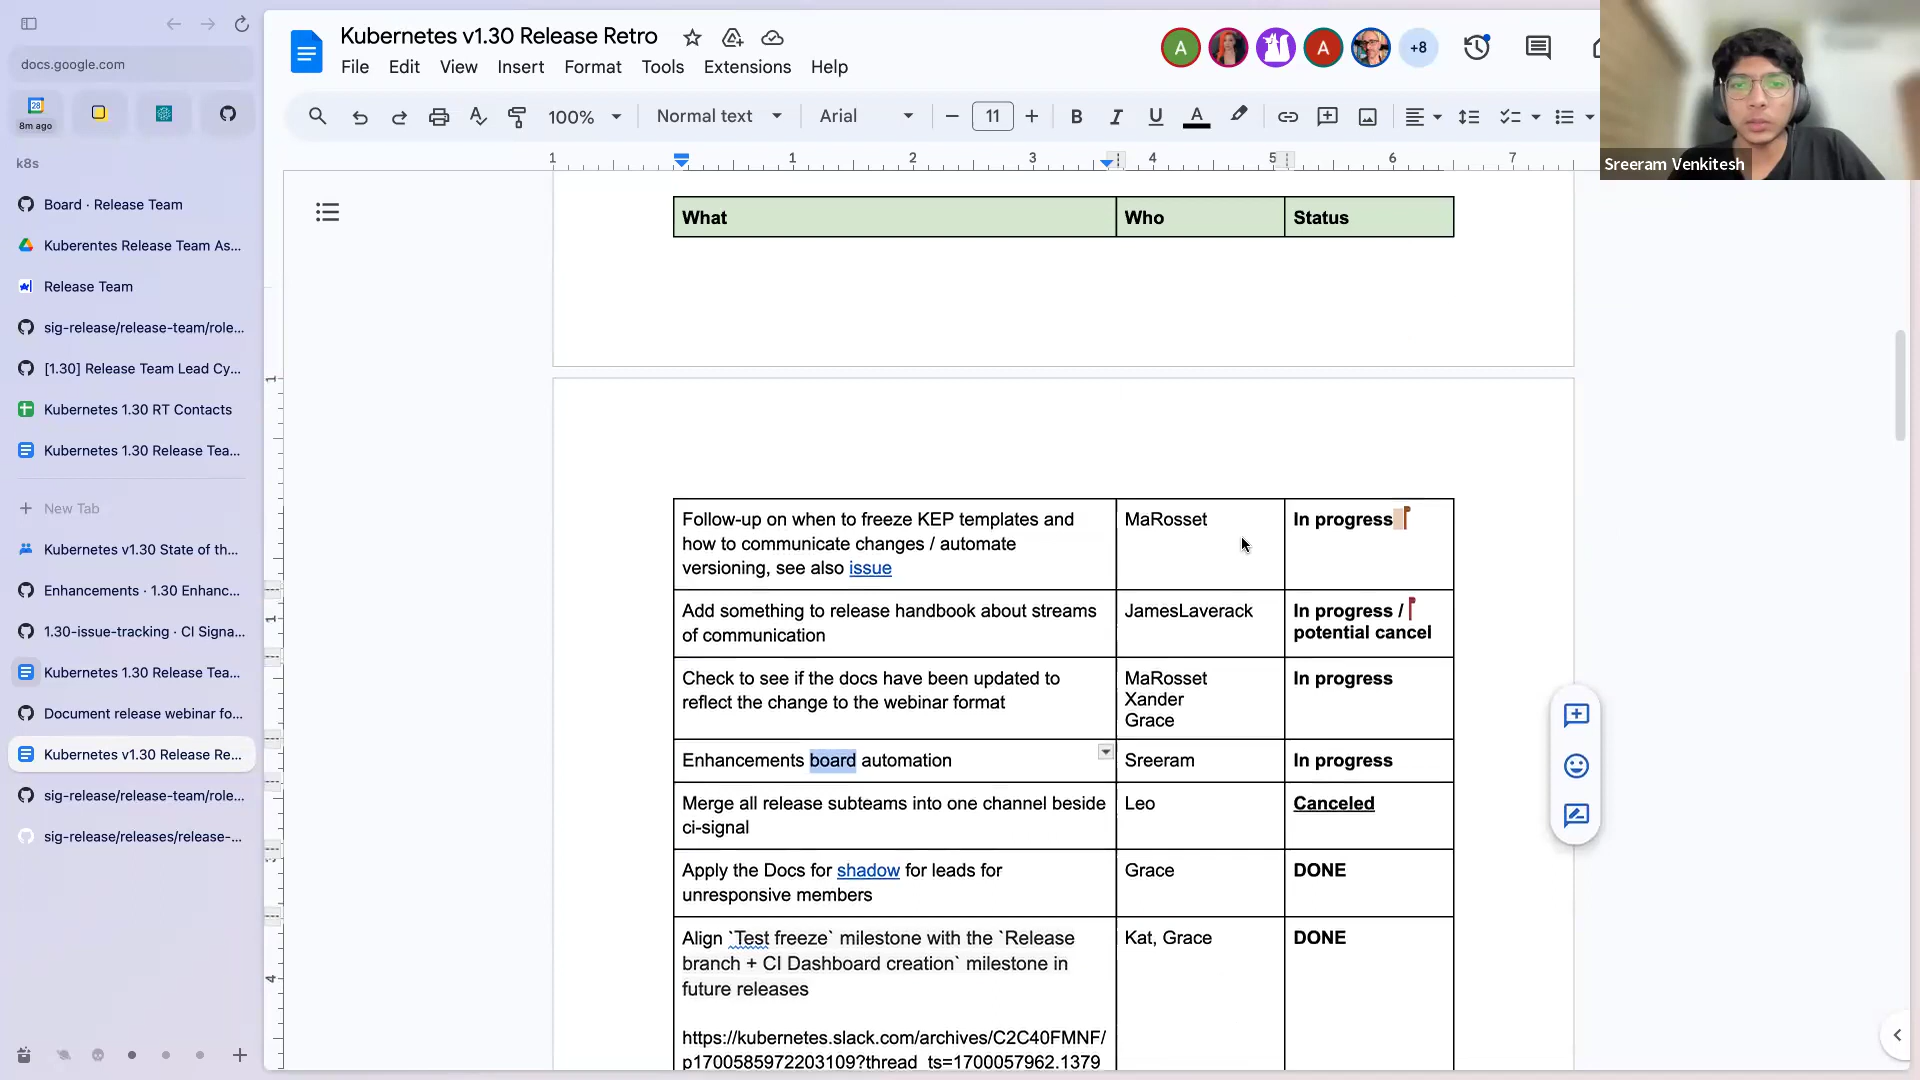 docs.google.com
28
8m ago
k8s
Board · Release Team
Kuberentes Release Team As...
Release Team
sig-release/release-team/role...
[1.30] Release Team Lead Cy...
Kubernetes 1.30 RT Contacts
Kubernetes 1.30 Release Tea...
New Tab
Kubernetes v1.30 State of th...
Enhancements · 1.30 Enhanc...
1.30-issue-tracking · CI Signa...
Kubernetes 1.30 Release Tea...
Document release webinar fo...
Kubernetes v1.30 Release Re...
sig-release/release-team/role...
sig-release/releases/release-...
Kubernetes v1.30 Release Retro
File Edit View Insert Format Tools Extensions Help
A A +8
100% Normal text Arial 11 B I U A
1 1 2 3 4 5 6 7
Sreeram Venkitesh
What Who Status
Follow-up on when to freeze KEP templates and
how to communicate changes / automate
versioning, see also issue
MaRosset
In progress
Add something to release handbook about streams
of communication
JamesLaverack
In progress /
potential cancel
Check to see if the docs have been updated to
reflect the change to the webinar format
MaRosset
Xander
Grace
In progress
Enhancements board automation
Sreeram
In progress
Merge all release subteams into one channel beside
ci-signal
Leo
Canceled
Apply the Docs for shadow for leads for
unresponsive members
Grace
DONE
Align `Test freeze` milestone with the `Release
branch + CI Dashboard creation` milestone in
future releases
https://kubernetes.slack.com/archives/C2C40FMNF/
p1700585972203109?thread_ts=1700057962.1379
Kat, Grace
DONE